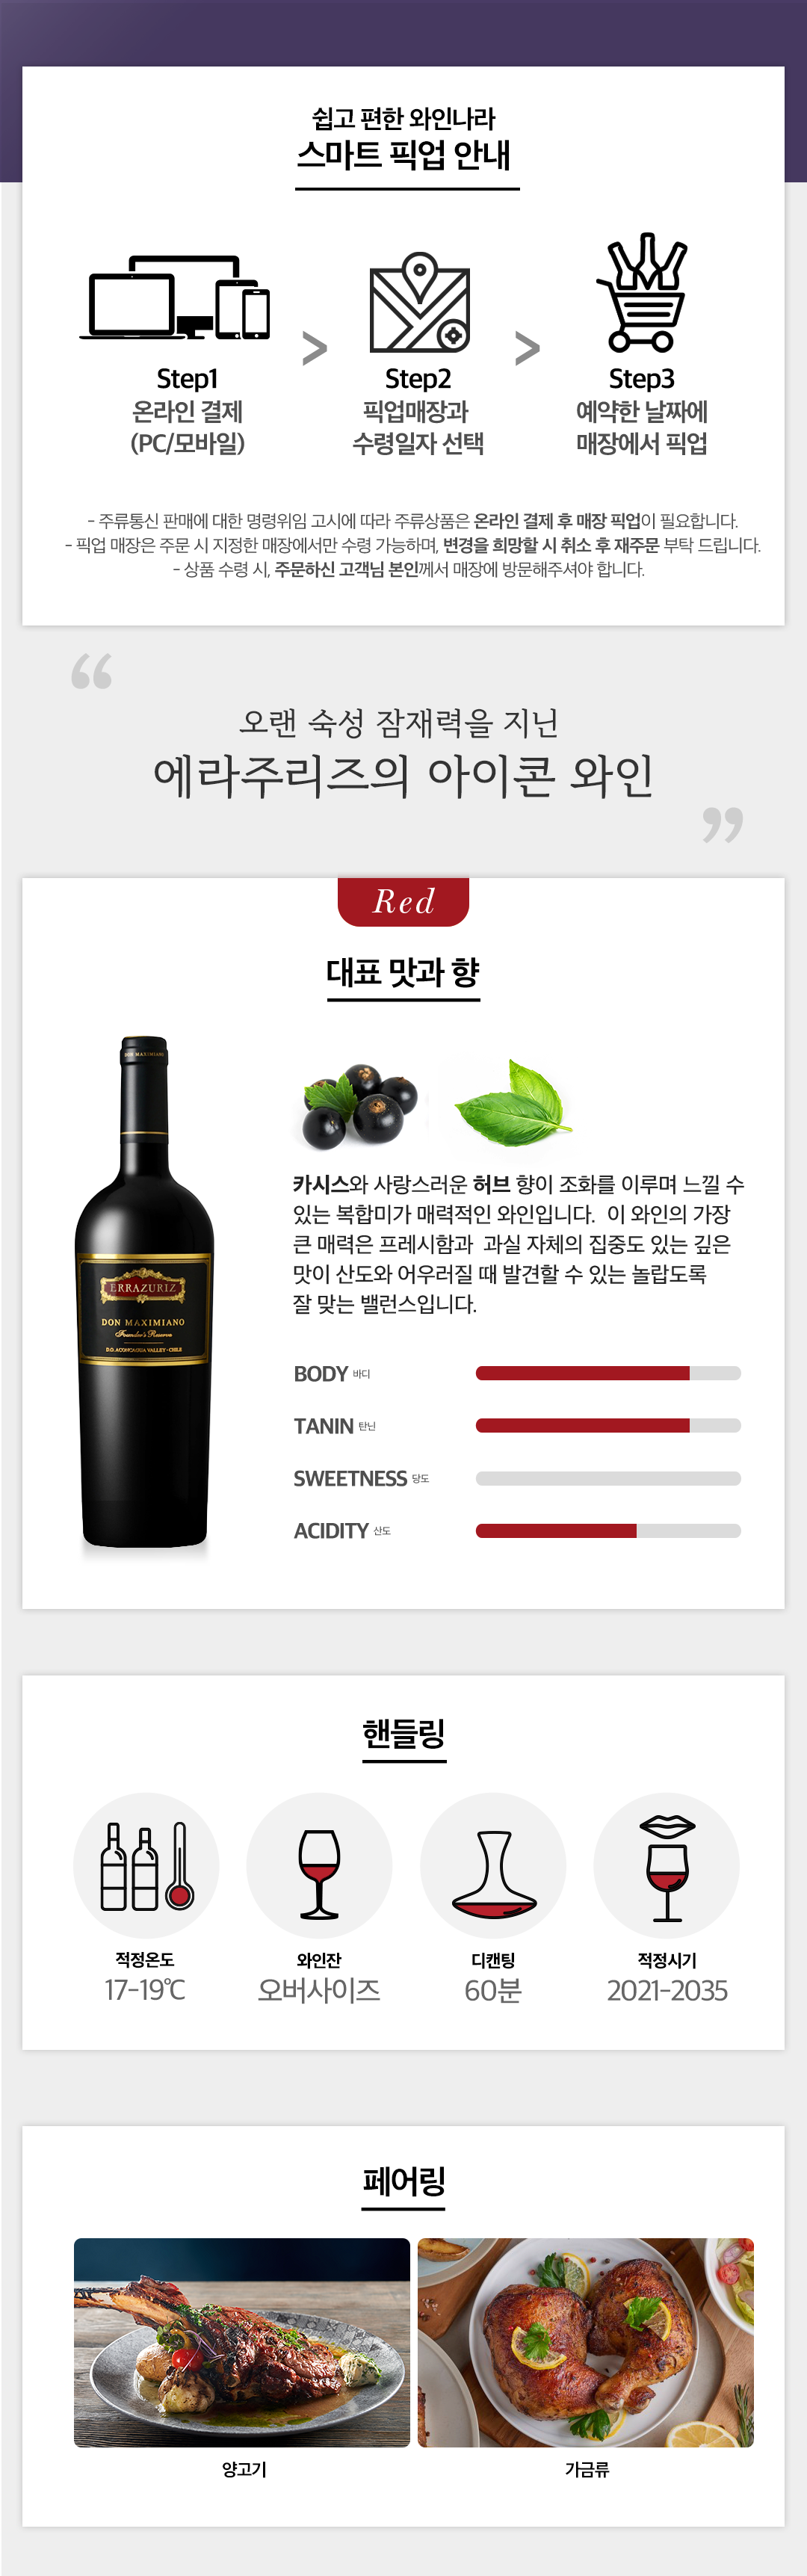 쉽고 편한 와인나라
스마트 픽업 안내
Step1
온라인 결제
(PC/모바일)
>
Step2
픽업매장과
수령일자 선택
>
Step3
예약한 날짜에
매장에서 픽업
- 주류통신 판매에 대한 명령위임 고시에 따라 주류상품은 온라인 결제 후 매장 픽업이 필요합니다.
- 픽업 매장은 주문 시 지정한 매장에서만 수령 가능하며, 변경을 희망할 시 취소 후 재주문 부탁 드립니다.
- 상품 수령 시, 주문하신 고객님 본인께서 매장에 방문해주셔야 합니다.
“
오랜 숙성 잠재력을 지닌
에라주리즈의 아이콘 와인
”
Red
대표 맛과 향
DON MAXIMIANO
ERRAZURIZ
DON MAXIMIANO
Founder's Reserve
D.O. ACONCAGUA VALLEY - CHILE
카시스와 사랑스러운 허브 향이 조화를 이루며 느낄 수
있는 복합미가 매력적인 와인입니다. 이 와인의 가장
큰 매력은 프레시함과 과실 자체의 집중도 있는 깊은
맛이 산도와 어우러질 때 발견할 수 있는 놀랍도록
잘 맞는 밸런스입니다.
BODY 바디
TANIN 탄닌
SWEETNESS 당도
ACIDITY 산도
핸들링
적정온도
17-19℃
와인잔
오버사이즈
디캔팅
60분
적정시기
2021-2035
페어링
양고기
가금류